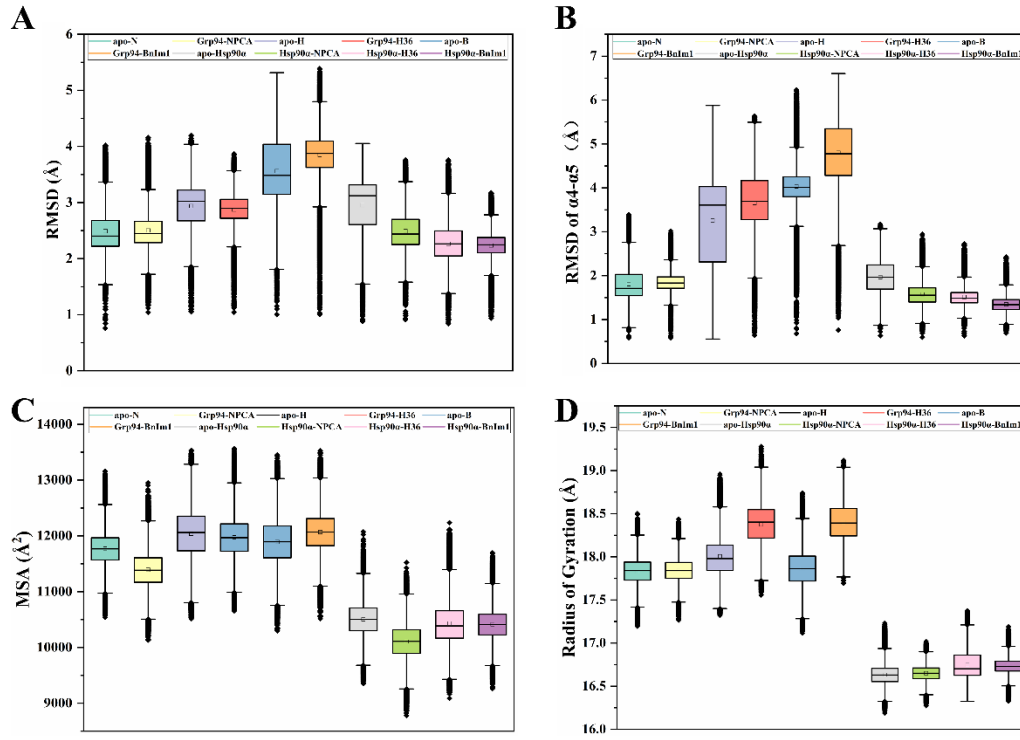 A
apo-N Grp94-NPCA apo-H Grp94-H36 apo-B
Grp94-BnIm1 apo-Hsp90α Hsp90α-NPCA Hsp90α-H36 Hsp90α-BnIm1
RMSD (Å)
6
5
4
3
2
1
0
B
apo-N Grp94-NPCA apo-H Grp94-H36 apo-B
Grp94-BnIm1 apo-Hsp90α Hsp90α-NPCA Hsp90α-H36 Hsp90α-BnIm1
RMSD of α4-α5 (Å)
7
6
5
4
3
2
1
0
C
apo-N Grp94-NPCA apo-H Grp94-H36 apo-B
Grp94-BnIm1 apo-Hsp90α Hsp90α-NPCA Hsp90α-H36 Hsp90α-BnIm1
MSA (Å²)
14000
13000
12000
11000
10000
9000
D
apo-N Grp94-NPCA apo-H Grp94-H36 apo-B
Grp94-BnIm1 apo-Hsp90α Hsp90α-NPCA Hsp90α-H36 Hsp90α-BnIm1
Radius of Gyration (Å)
19.5
19.0
18.5
18.0
17.5
17.0
16.5
16.0